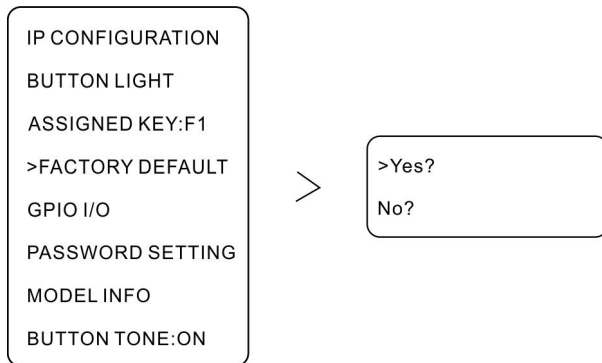 IP CONFIGURATION
BUTTON LIGHT
ASSIGNED KEY:F1
>FACTORY DEFAULT
GPIO I/O
PASSWORD SETTING
MODEL INFO
BUTTON TONE:ON
>
>Yes?
No?